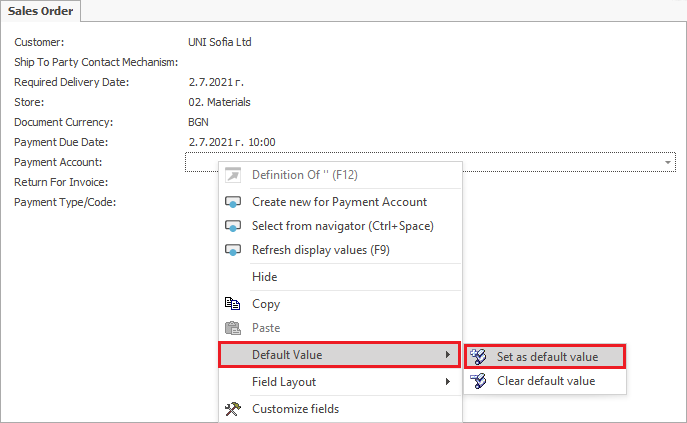 Sales Order
Customer: UNI Sofia Ltd
Ship To Party Contact Mechanism:
Required Delivery Date: 2.7.2021 г.
Store: 02. Materials
Document Currency: BGN
Payment Due Date: 2.7.2021 г. 10:00
Payment Account:
Return For Invoice:
Payment Type/Code:
Definition Of '' (F12)
Create new for Payment Account
Select from navigator (Ctrl+Space)
Refresh display values (F9)
Hide
Copy
Paste
Default Value
Set as default value
Clear default value
Field Layout
Customize fields